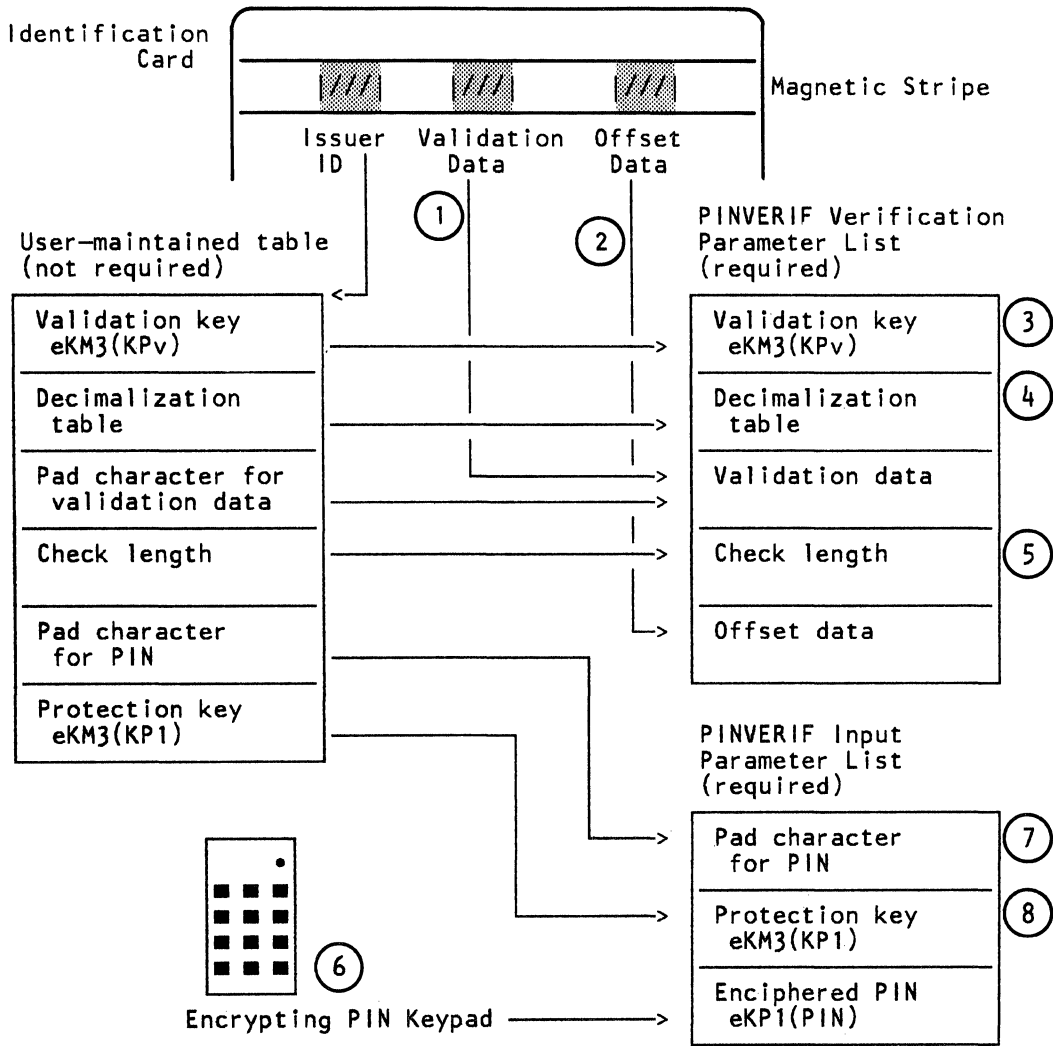 Identification
Card
Magnetic Stripe
Issuer
ID
Validation
Data
Offset
Data
1
2
User-maintained table
(not required)
Validation key
eKM3(KPv)
Decimalization
table
Pad character for
validation data
Check length
Pad character
for PIN
Protection key
eKM3(KP1)
PINVERIF Verification
Parameter List
(required)
Validation key
eKM3(KPv)
3
Decimalization
table
4
Validation data
Check length
5
Offset data
PINVERIF Input
Parameter List
(required)
Pad character
for PIN
7
Protection key
eKM3(KP1)
8
Enciphered PIN
eKP1(PIN)
6
Encrypting PIN Keypad